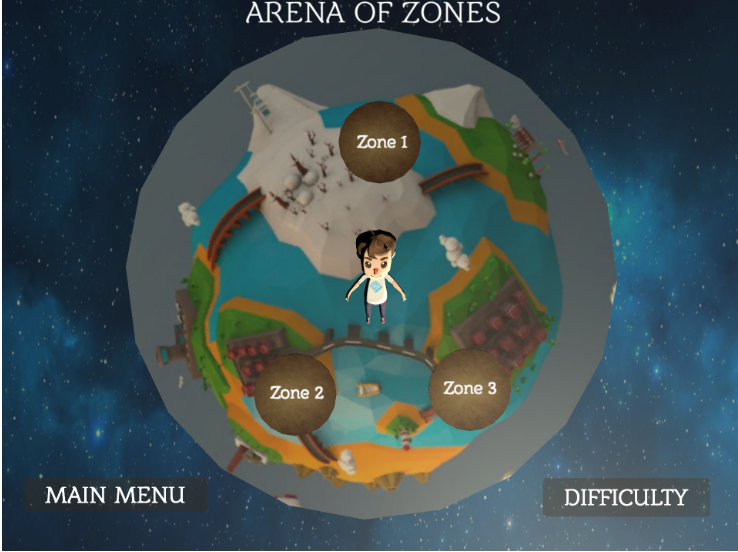 ARENA OF ZONES
Zone 1
Zone 2
Zone 3
MAIN MENU
DIFFICULTY